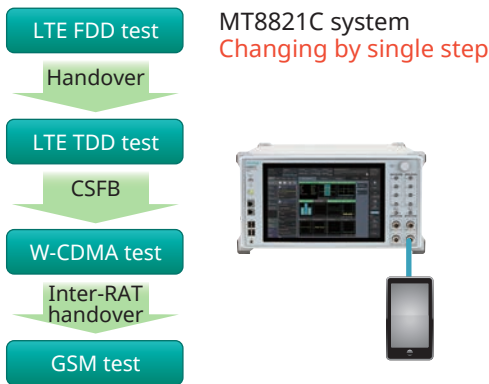 LTE FDD test
Handover
LTE TDD test
CSFB
W-CDMA test
Inter-RAT
handover
GSM test
MT8821C system
Changing by single step